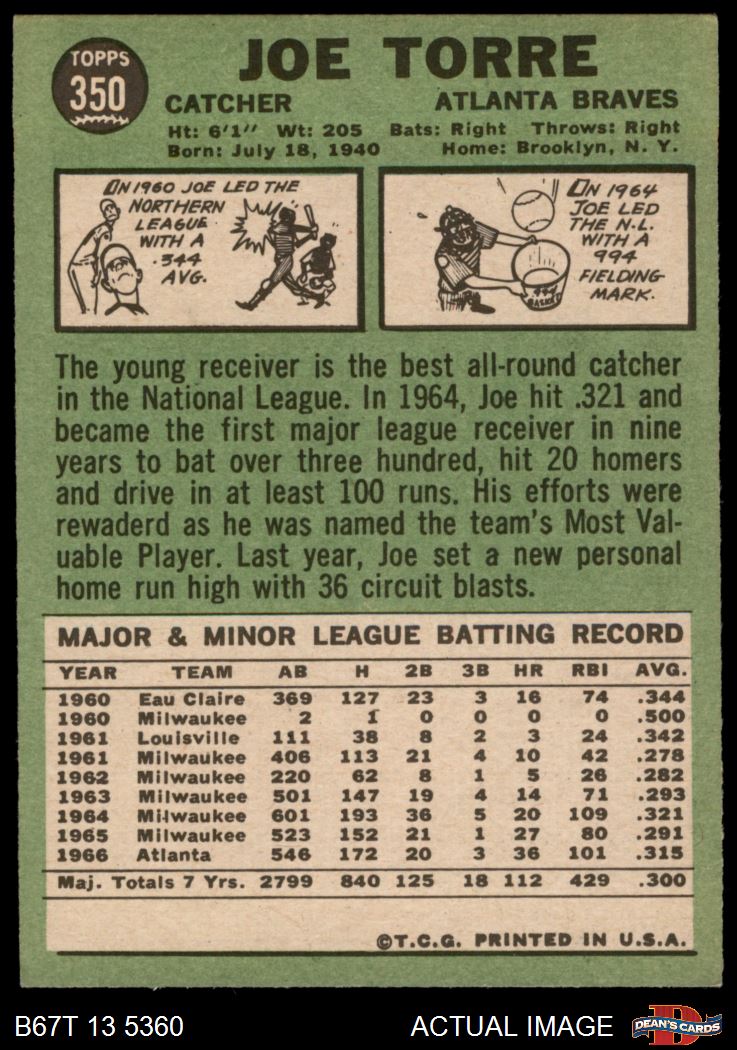 TOPPS
350
JOE TORRE
CATCHER ATLANTA BRAVES
Ht: 6'1" Wt: 205 Bats: Right Throws: Right
Born: July 18, 1940 Home: Brooklyn, N. Y.
IN 1960 JOE LED THE
NORTHERN
LEAGUE
WITH A
.344
AVG.
IN 1964
JOE LED
THE N.L.
WITH A
994
FIELDING
MARK.
.994
BASKET
The young receiver is the best all-round catcher
in the National League. In 1964, Joe hit .321 and
became the first major league receiver in nine
years to bat over three hundred, hit 20 homers
and drive in at least 100 runs. His efforts were
rewaderd as he was named the team's Most Val-
uable Player. Last year, Joe set a new personal
home run high with 36 circuit blasts.
MAJOR & MINOR LEAGUE BATTING RECORD
YEAR TEAM AB H 2B 3B HR RBI AVG.
1960 Eau Claire 369 127 23 3 16 74 .344
1960 Milwaukee 2 1 0 0 0 0 .500
1961 Louisville 111 38 8 2 3 24 .342
1961 Milwaukee 406 113 21 4 10 42 .278
1962 Milwaukee 220 62 8 1 5 26 .282
1963 Milwaukee 501 147 19 4 14 71 .293
1964 Milwaukee 601 193 36 5 20 109 .321
1965 Milwaukee 523 152 21 1 27 80 .291
1966 Atlanta 546 172 20 3 36 101 .315
Maj. Totals 7 Yrs. 2799 840 125 18 112 429 .300
©T.C.G. PRINTED IN U.S.A.
B67T 13 5360 ACTUAL IMAGE
D
DEAN'S CARDS